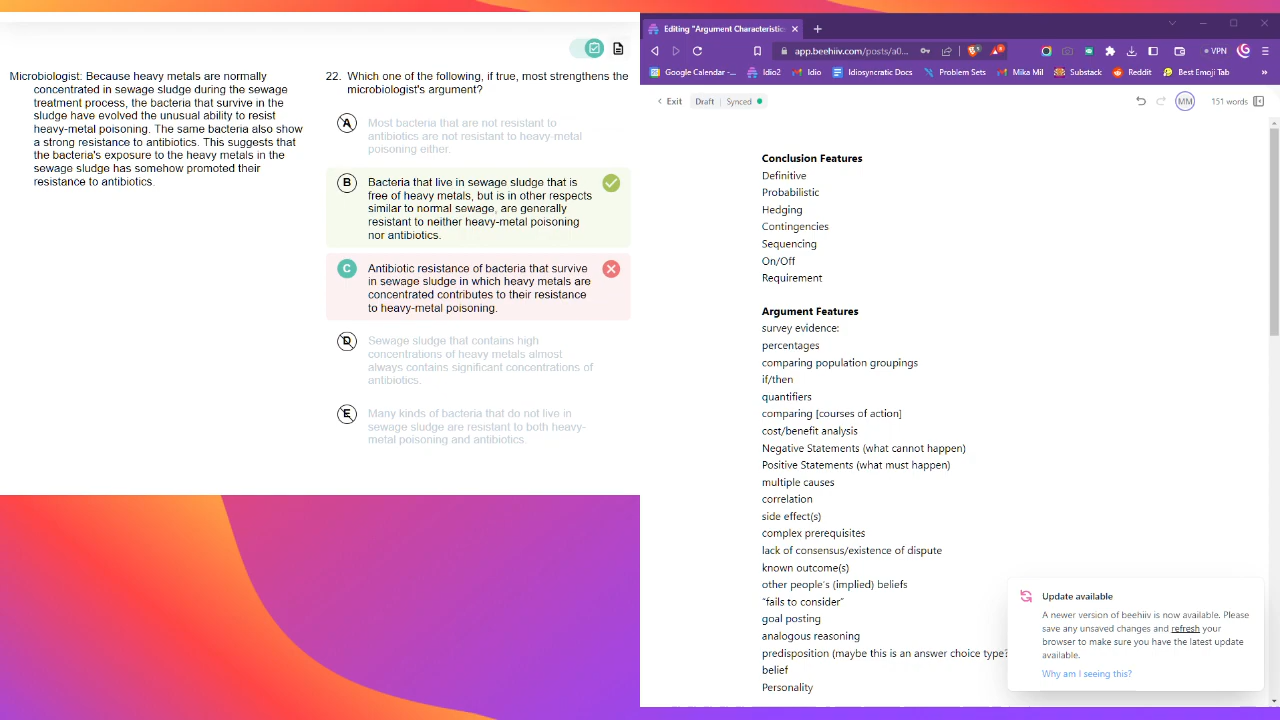 Microbiologist: Because heavy metals are normally
concentrated in sewage sludge during the sewage
treatment process, the bacteria that survive in the
sludge have evolved the unusual ability to resist
heavy-metal poisoning. The same bacteria also show
a strong resistance to antibiotics. This suggests that
the bacteria's exposure to the heavy metals in the
sewage sludge has somehow promoted their
resistance to antibiotics.
22. Which one of the following, if true, most strengthens the
microbiologist's argument?
A Most bacteria that are not resistant to
antibiotics are not resistant to heavy-metal
poisoning either.
B Bacteria that live in sewage sludge that is
free of heavy metals, but is in other respects
similar to normal sewage, are generally
resistant to neither heavy-metal poisoning
nor antibiotics.
C Antibiotic resistance of bacteria that survive
in sewage sludge in which heavy metals are
concentrated contributes to their resistance
to heavy-metal poisoning.
D Sewage sludge that contains high
concentrations of heavy metals almost
always contains significant concentrations of
antibiotics.
E Many kinds of bacteria that do not live in
sewage sludge are resistant to both heavy-
metal poisoning and antibiotics.
Editing "Argument Characteristic
app.beehiiv.com/posts/a0... VPN
Google Calendar -... Idio2 Idio Idiosyncratic Docs Problem Sets Mika Mil Substack Reddit Best Emoji Tab »
Exit Draft Synced MM 151 words
Conclusion Features
Definitive
Probabilistic
Hedging
Contingencies
Sequencing
On/Off
Requirement
Argument Features
survey evidence:
percentages
comparing population groupings
if/then
quantifiers
comparing [courses of action]
cost/benefit analysis
Negative Statements (what cannot happen)
Positive Statements (what must happen)
multiple causes
correlation
side effect(s)
complex prerequisites
lack of consensus/existence of dispute
known outcome(s)
other people's (implied) beliefs
"fails to consider"
goal posting
analogous reasoning
predisposition (maybe this is an answer choice type?
belief
Personality
Update available
A newer version of beehiiv is now available. Please
save any unsaved changes and refresh your
browser to make sure you have the latest update
available.
Why am I seeing this?